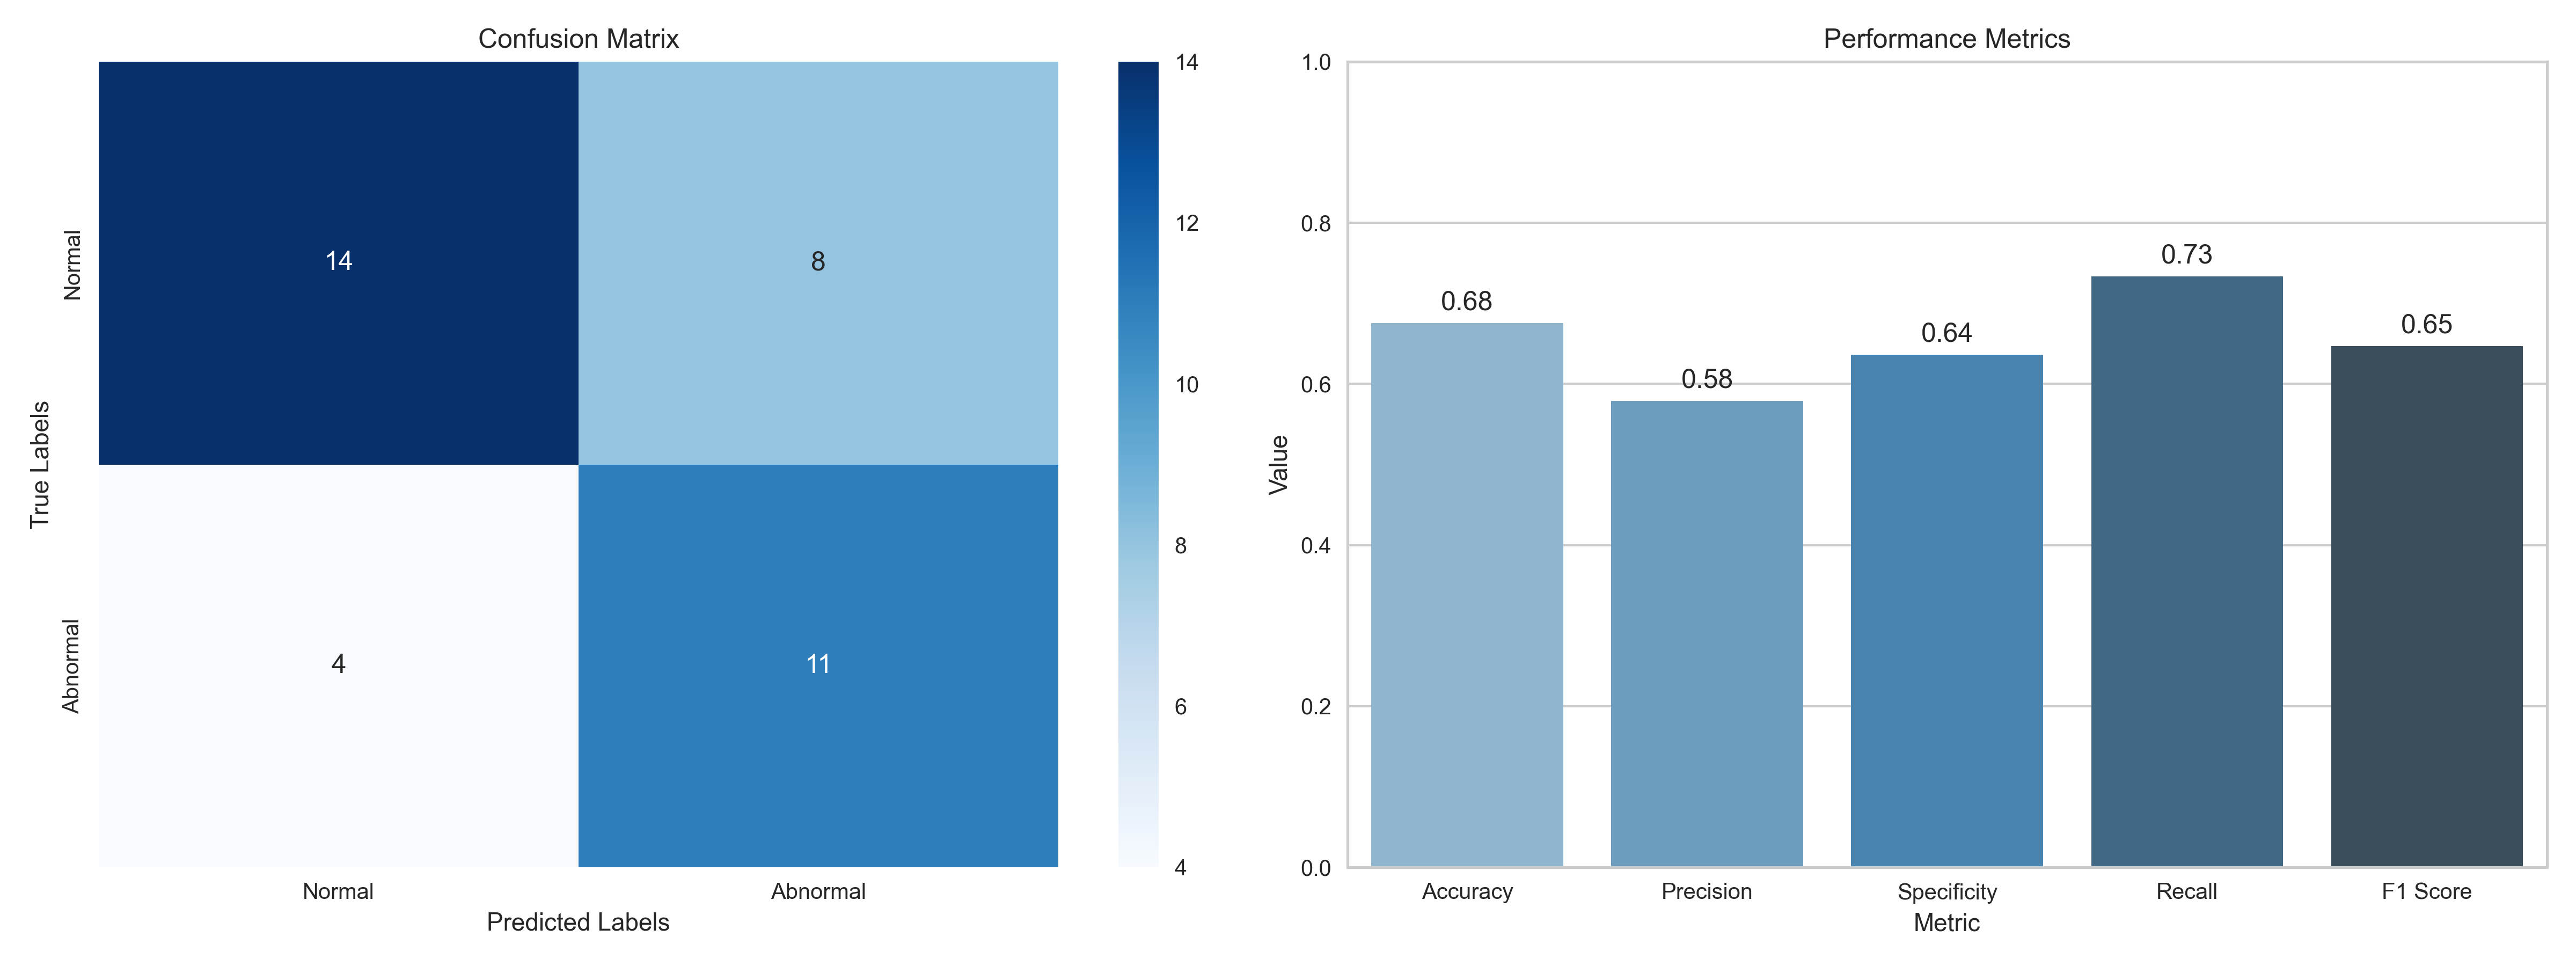 Confusion Matrix
True Labels
Normal
Abnormal
14
8
4
11
Normal
Abnormal
Predicted Labels
14
12
10
8
6
4
Performance Metrics
Value
1.0
0.8
0.6
0.4
0.2
0.0
0.68
0.58
0.64
0.73
0.65
Accuracy
Precision
Specificity
Recall
F1 Score
Metric